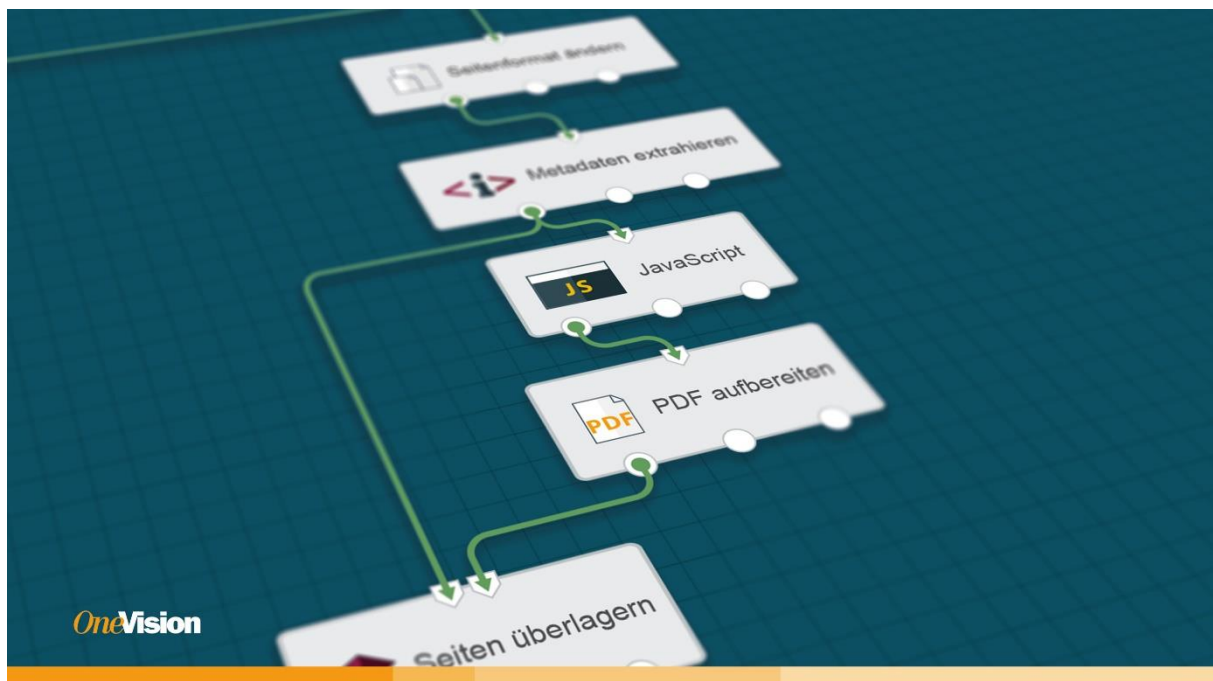 Seitenformat ändern
<i> Metadaten extrahieren
JS JavaScript
PDF PDF aufbereiten
Seiten überlagern
OneVision